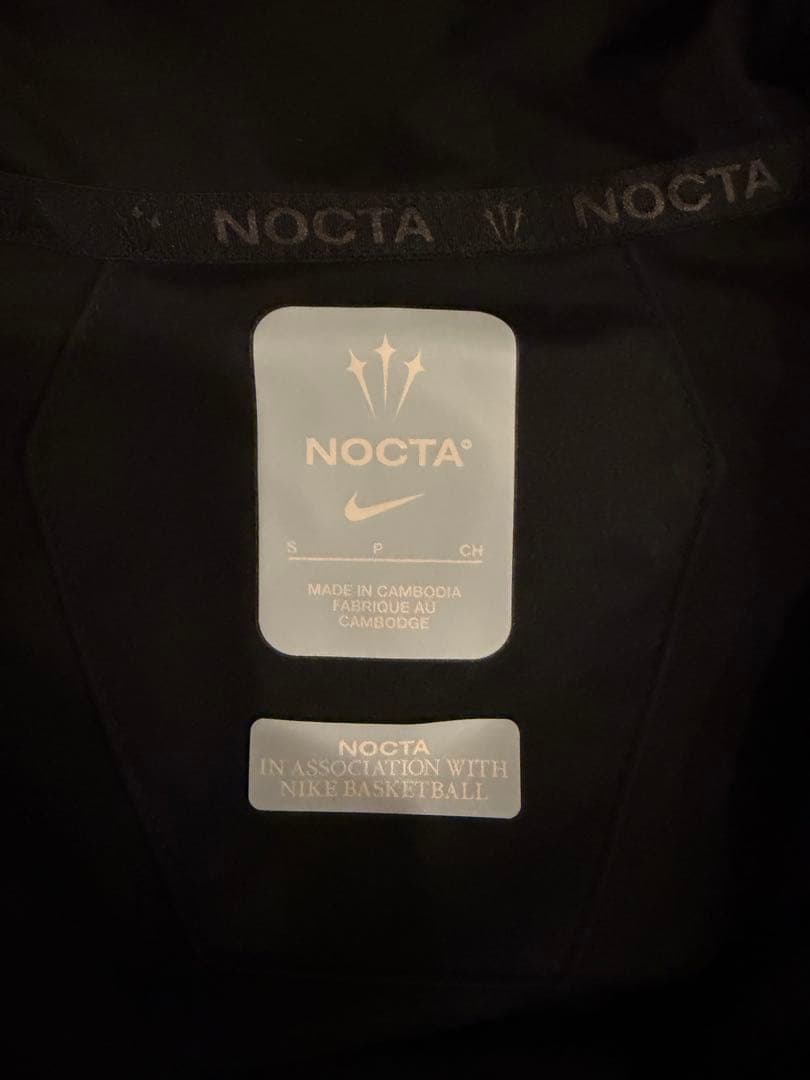 NOCTA NOCTA
NOCTA
S P CH
MADE IN CAMBODIA
FABRIQUE AU
CAMBODGE
NOCTA
IN ASSOCIATION WITH
NIKE BASKETBALL